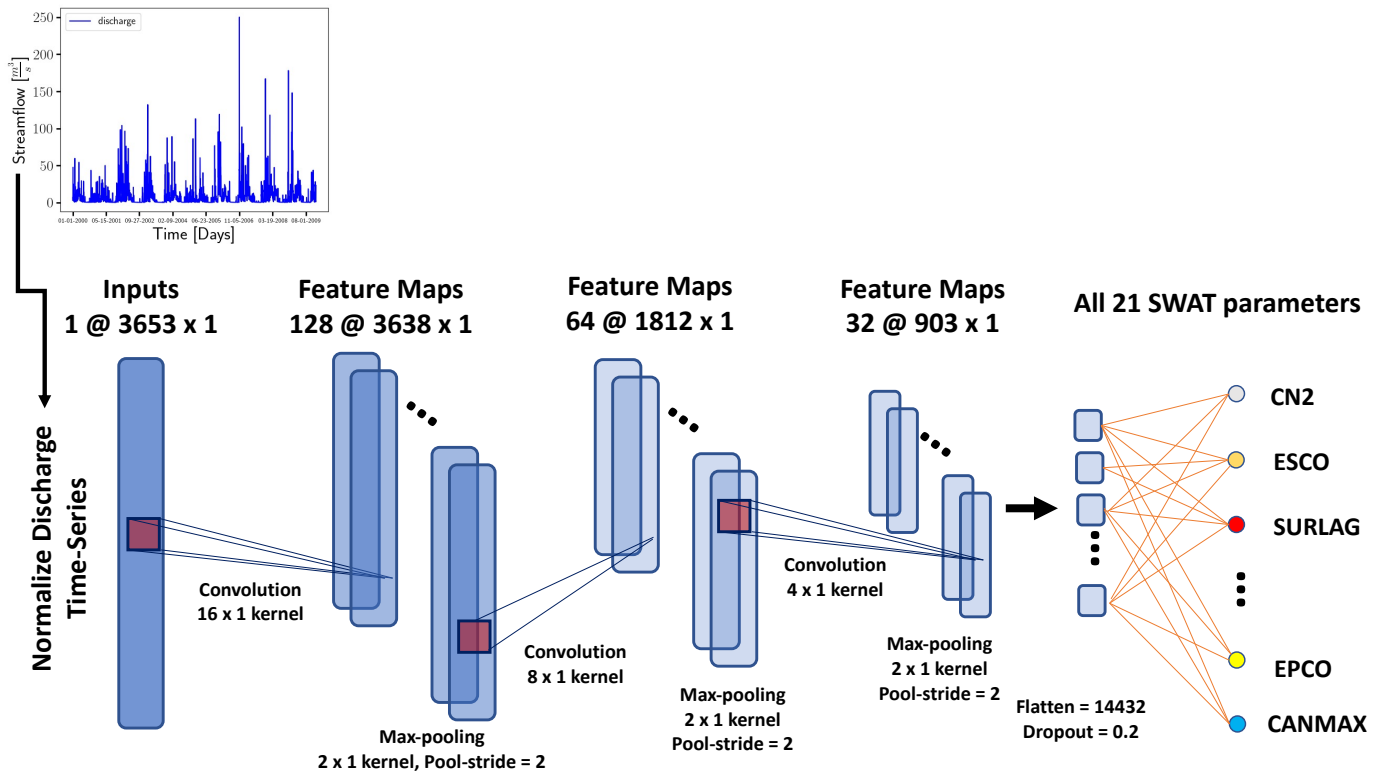 250
200
150
100
50
0
discharge
Streamflow [m³/s]
01-01-2000 05-15-2001 09-27-2002 02-09-2004 06-23-2005 11-05-2006 03-19-2008 08-01-2009
Time [Days]
Normalize Discharge
Time-Series
Inputs
1 @ 3653 x 1
Feature Maps
128 @ 3638 x 1
Feature Maps
64 @ 1812 x 1
Feature Maps
32 @ 903 x 1
All 21 SWAT parameters
Convolution
16 x 1 kernel
Max-pooling
2 x 1 kernel, Pool-stride = 2
Convolution
8 x 1 kernel
Max-pooling
2 x 1 kernel
Pool-stride = 2
Convolution
4 x 1 kernel
Max-pooling
2 x 1 kernel
Pool-stride = 2
Flatten = 14432
Dropout = 0.2
CN2
ESCO
SURLAG
EPCO
CANMAX